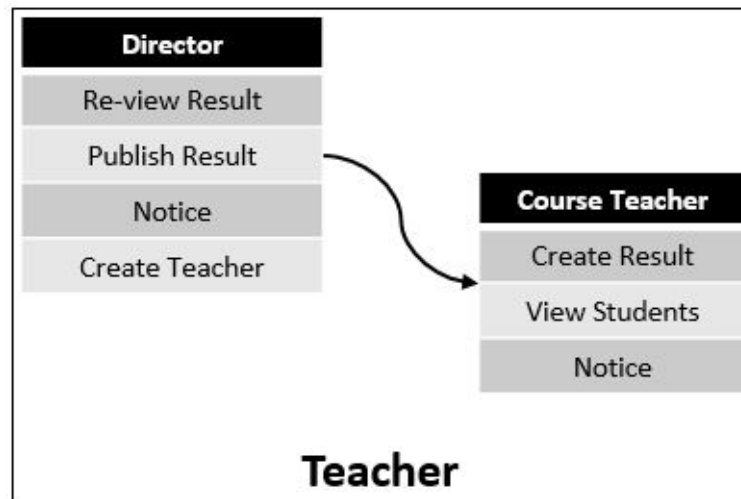 Director
Re-view Result
Publish Result
Notice
Create Teacher
Course Teacher
Create Result
View Students
Notice
Teacher